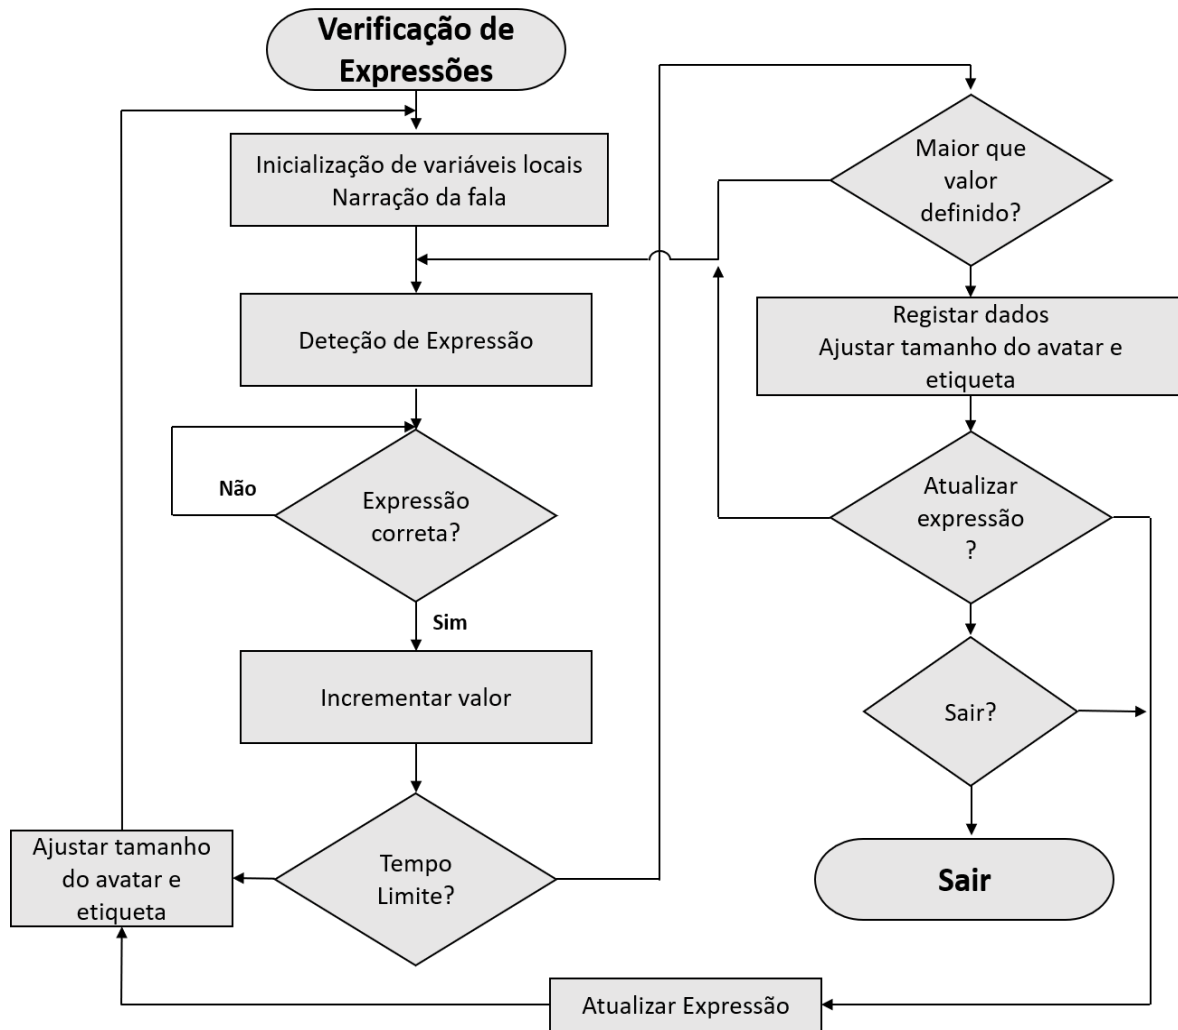 Verificação de
Expressões
Inicialização de variáveis locais
Narração da fala
Deteção de Expressão
Não
Expressão
correta?
Sim
Incrementar valor
Tempo
Limite?
Ajustar tamanho
do avatar e
etiqueta
Maior que
valor
definido?
Registar dados
Ajustar tamanho do avatar e
etiqueta
Atualizar
expressão
?
Sair?
Sair
Atualizar Expressão